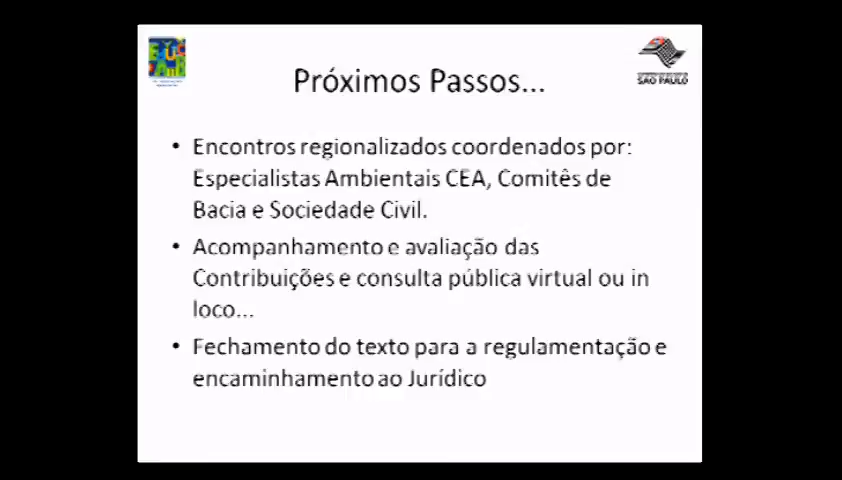 Próximos Passos...
SÃO PAULO
• Encontros regionalizados coordenados por:
Especialistas Ambientais CEA, Comitês de
Bacia e Sociedade Civil.
• Acompanhamento e avaliação das
Contribuições e consulta pública virtual ou in
loco...
• Fechamento do texto para a regulamentação e
encaminhamento ao Jurídico